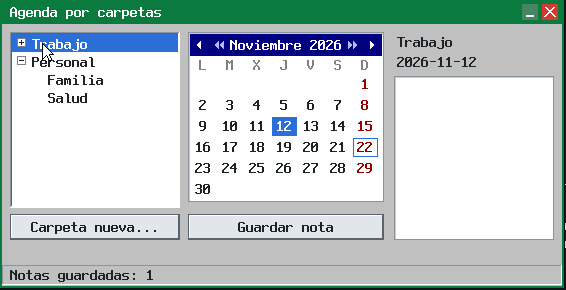 Agenda por carpetas
Trabajo
Personal
Familia
Salud
Carpeta nueva...
Noviembre 2026
L M X J V S D
1
2 3 4 5 6 7 8
9 10 11 12 13 14 15
16 17 18 19 20 21 22
23 24 25 26 27 28 29
30
Guardar nota
Trabajo
2026-11-12
Notas guardadas: 1